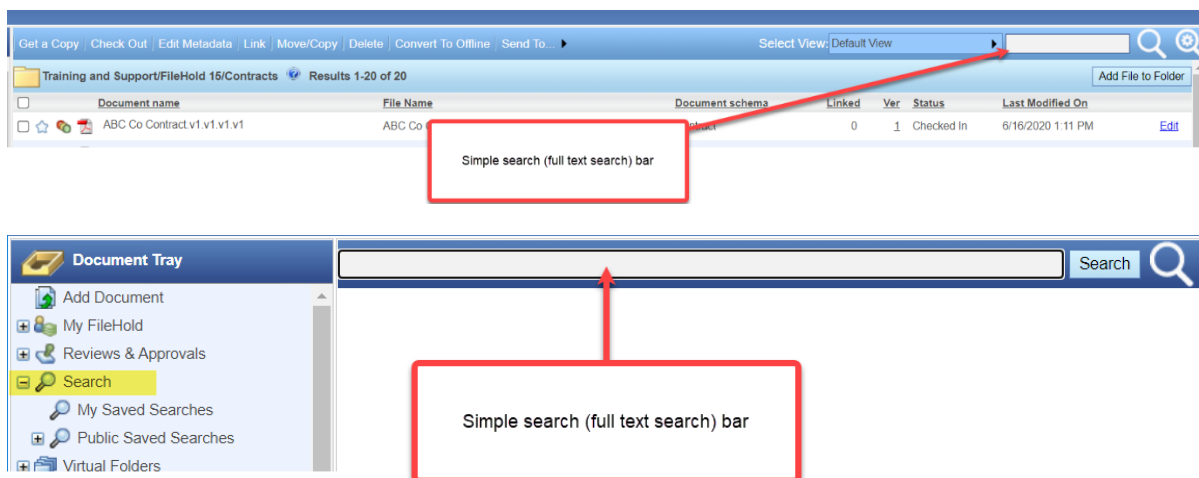 Get a Copy Check Out Edit Metadata Link Move/Copy Delete Convert To Offline Send To... Select View: Default View
Training and Support/FileHold 15/Contracts Results 1-20 of 20 Add File to Folder
Document name File Name Document schema Linked Ver Status Last Modified On
ABC Co Contract.v1.v1.v1.v1 ABC Co 0 1 Checked In 6/16/2020 1:11 PM Edit
Simple search (full text search) bar
Document Tray Search
Add Document
My FileHold
Reviews & Approvals
Search
My Saved Searches
Public Saved Searches
Virtual Folders
Simple search (full text search) bar